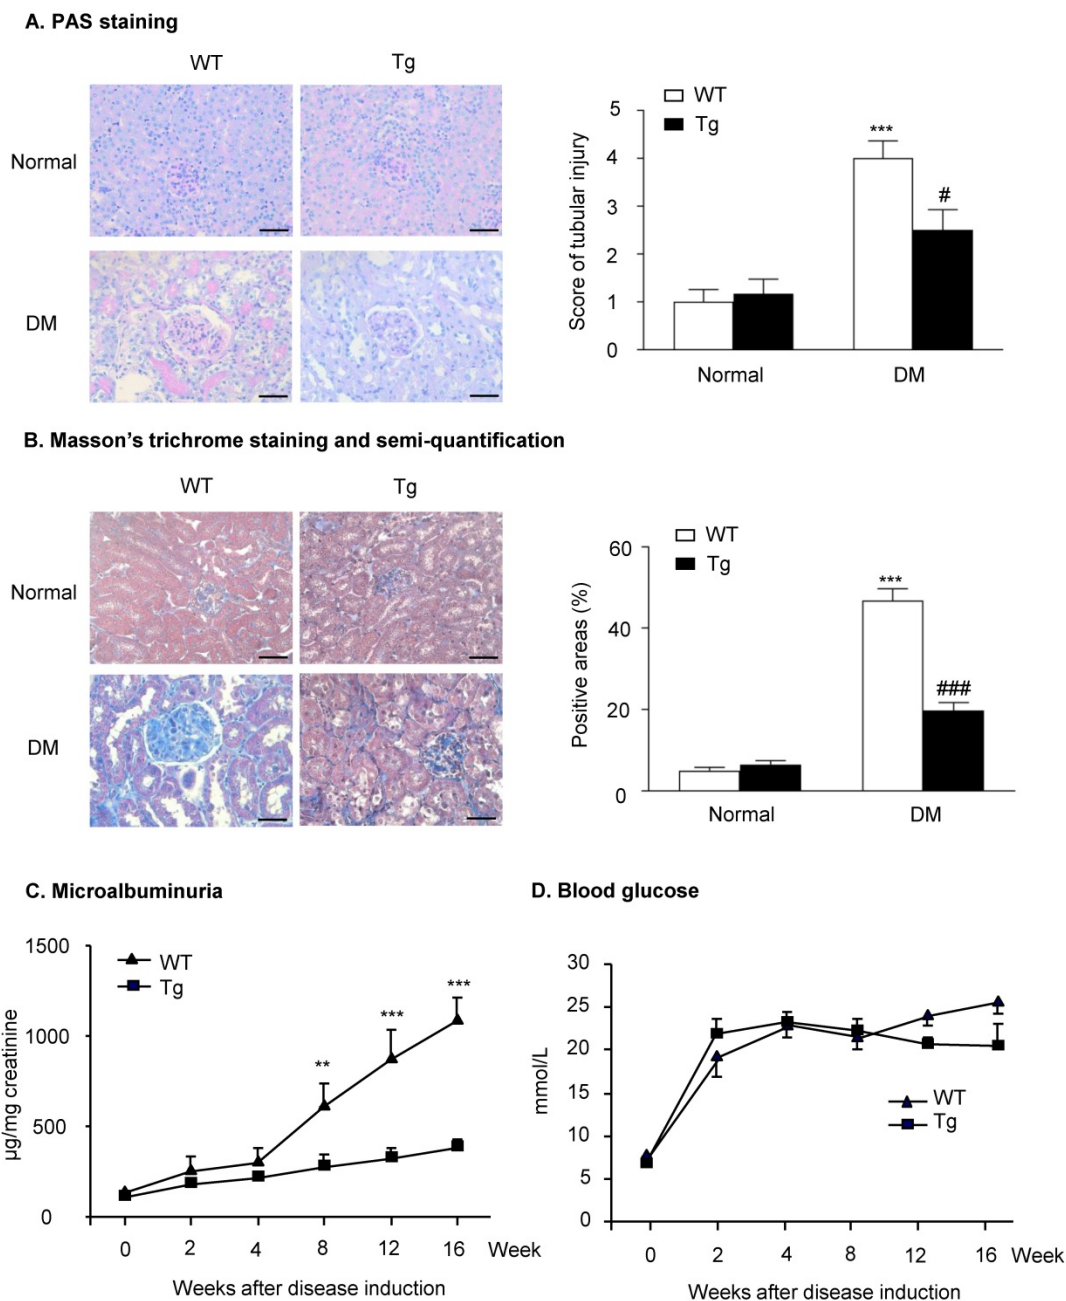 A. PAS staining
WT Tg
Normal
DM
WT
Tg
Score of tubular injury
5
4
3
2
1
0
***
#
Normal DM
B. Masson’s trichrome staining and semi-quantification
WT Tg
Normal
DM
WT
Tg
Positive areas (%)
60
40
20
0
***
###
Normal DM
C. Microalbuminuria
WT
Tg
µg/mg creatinine
1500
1000
500
0
**
***
***
0 2 4 8 12 16 Week
Weeks after disease induction
D. Blood glucose
mmol/L
30
25
20
15
10
5
0
WT
Tg
0 2 4 8 12 16 Week
Weeks after disease induction